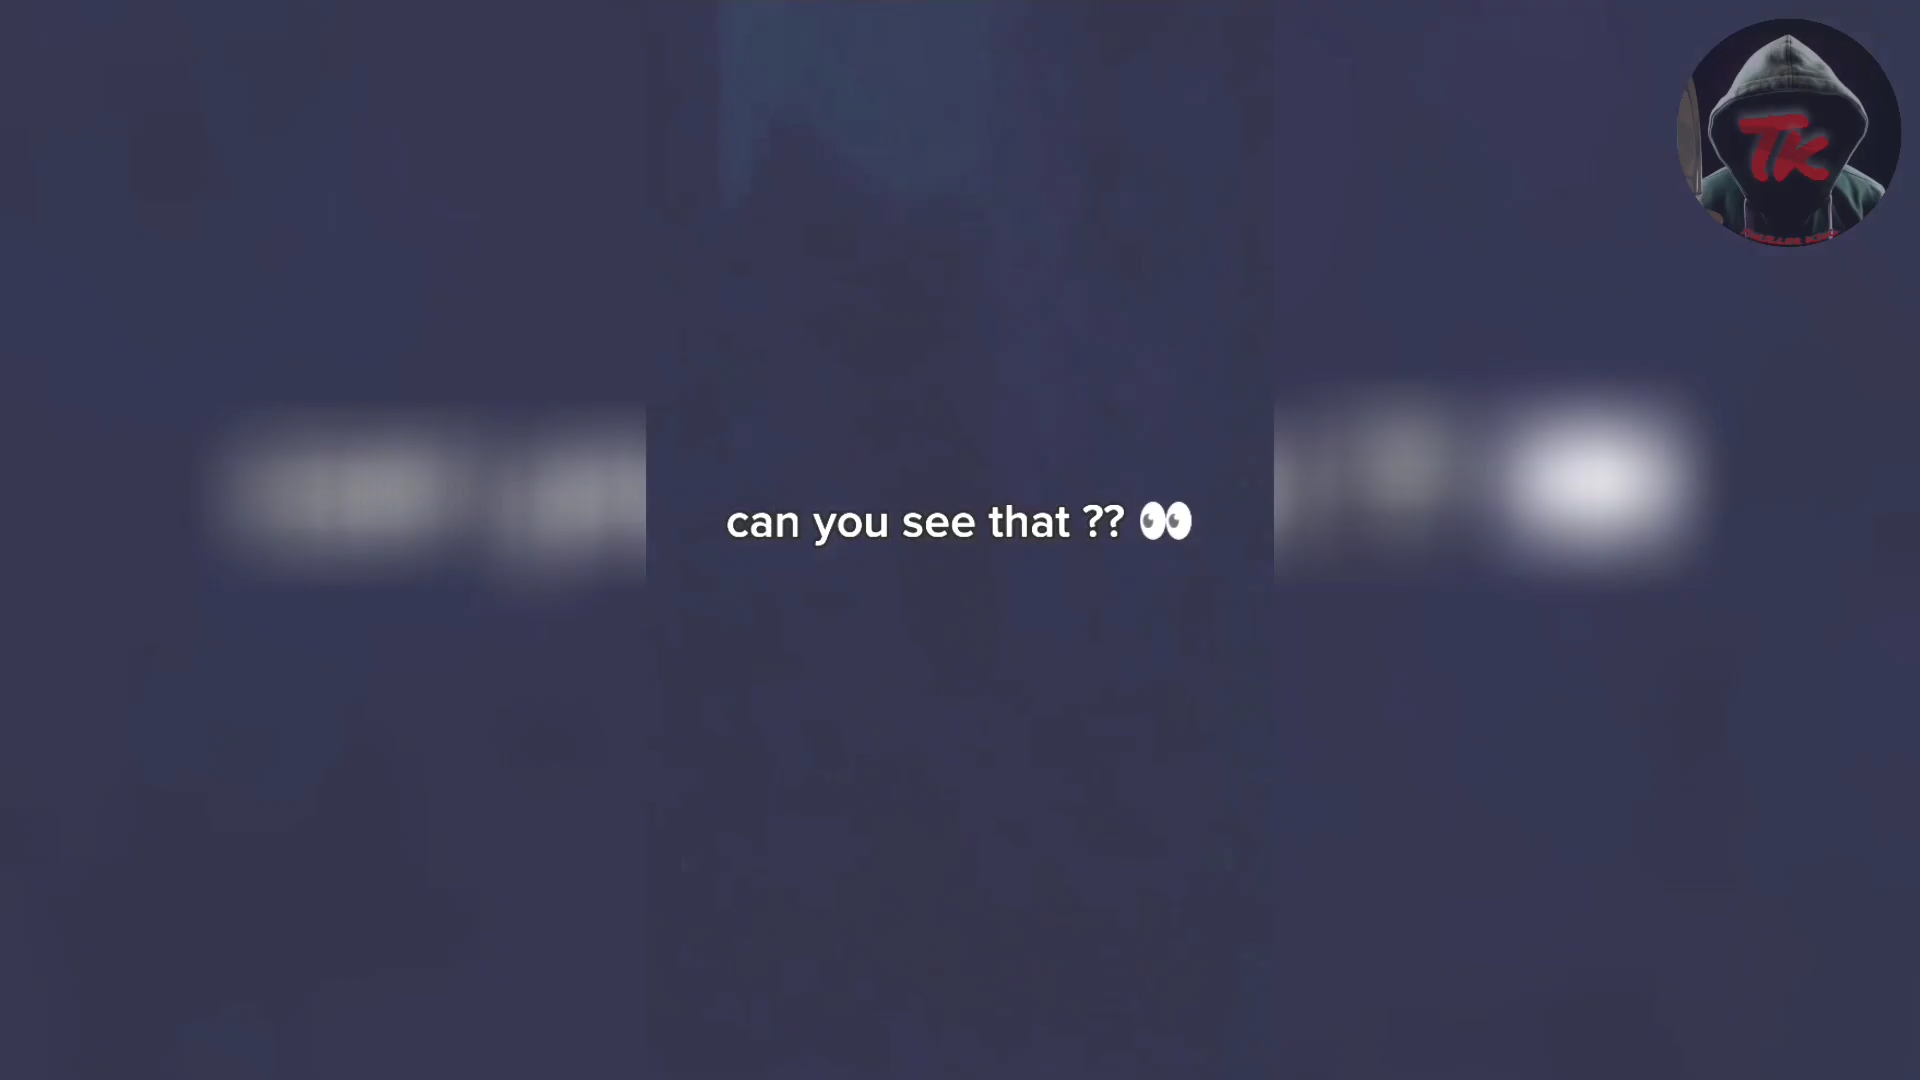 can you see that ?? 👀
TK